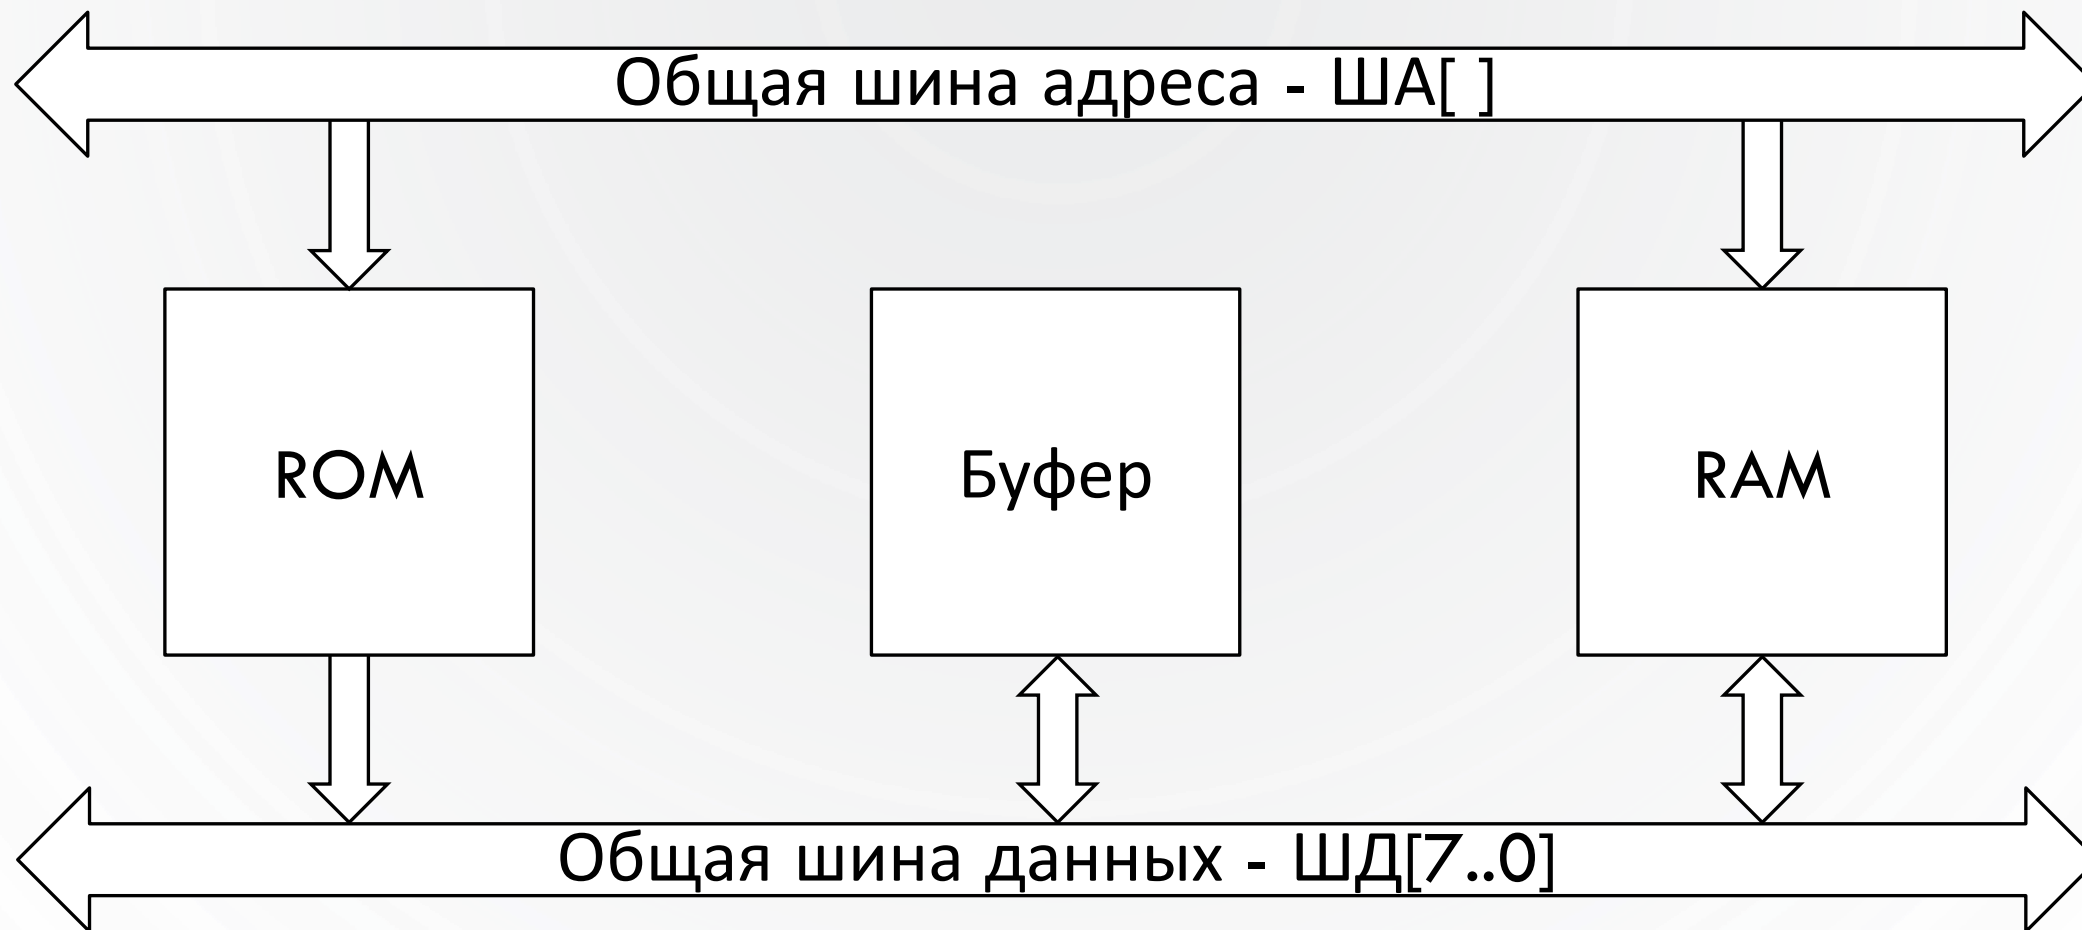 Общая шина адреса - ША[ ]
ROM
Буфер
RAM
Общая шина данных - ШД[7..0]